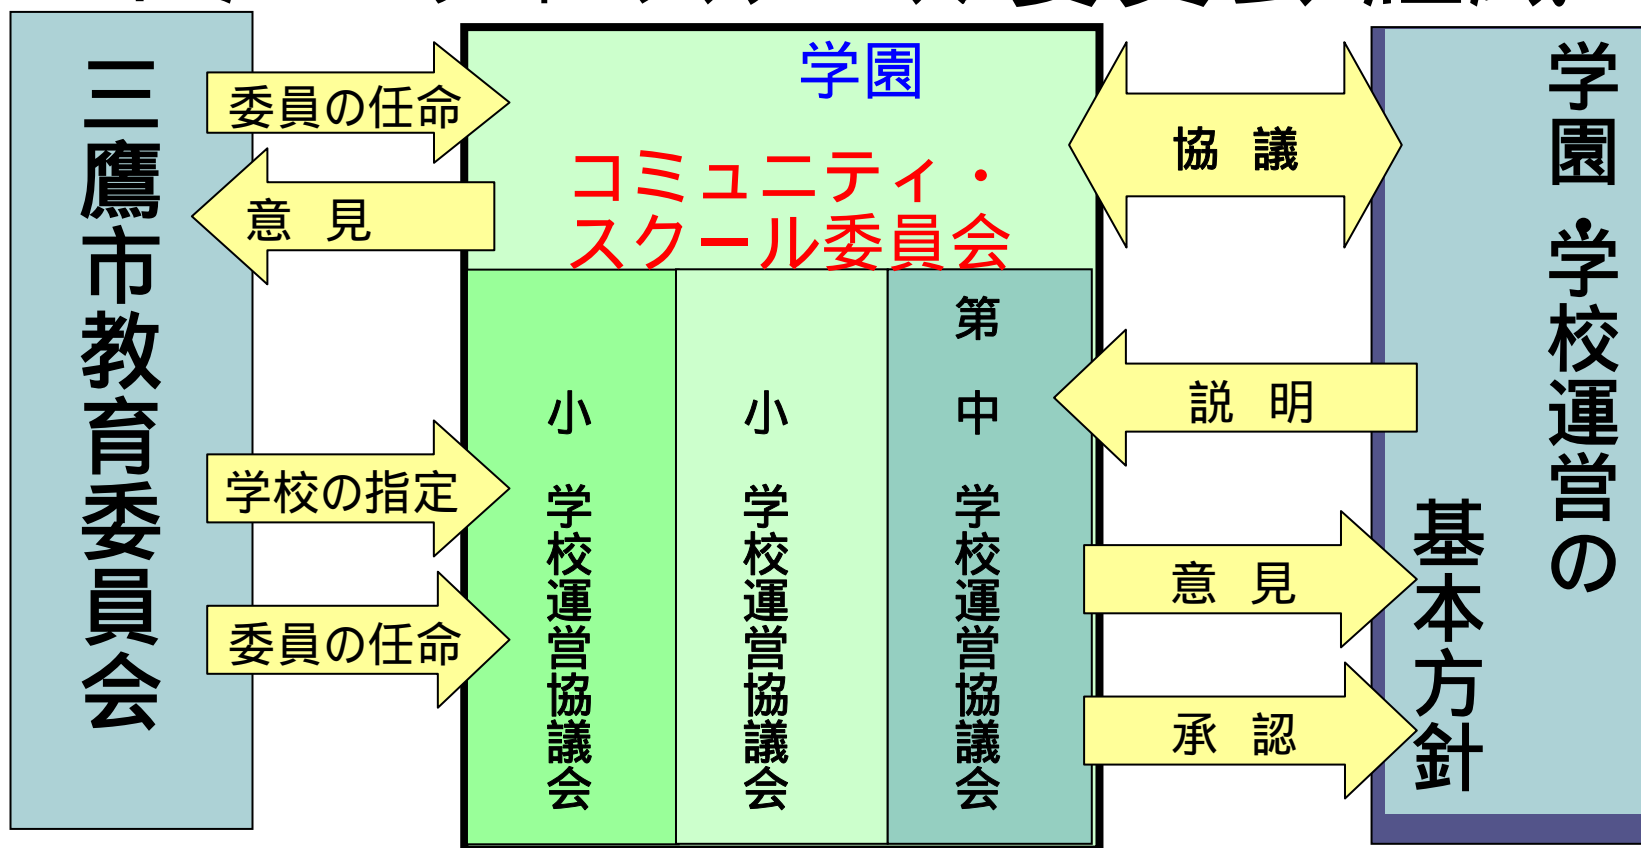 三鷹市教育委員会
委員の任命
意 見
学校の指定
委員の任命
学園
コミュニティ・
スクール委員会
小 学校運営協議会
小 学校運営協議会
第 中 学校運営協議会
協 議
説 明
意 見
承 認
学園・学校運営の
基本方針